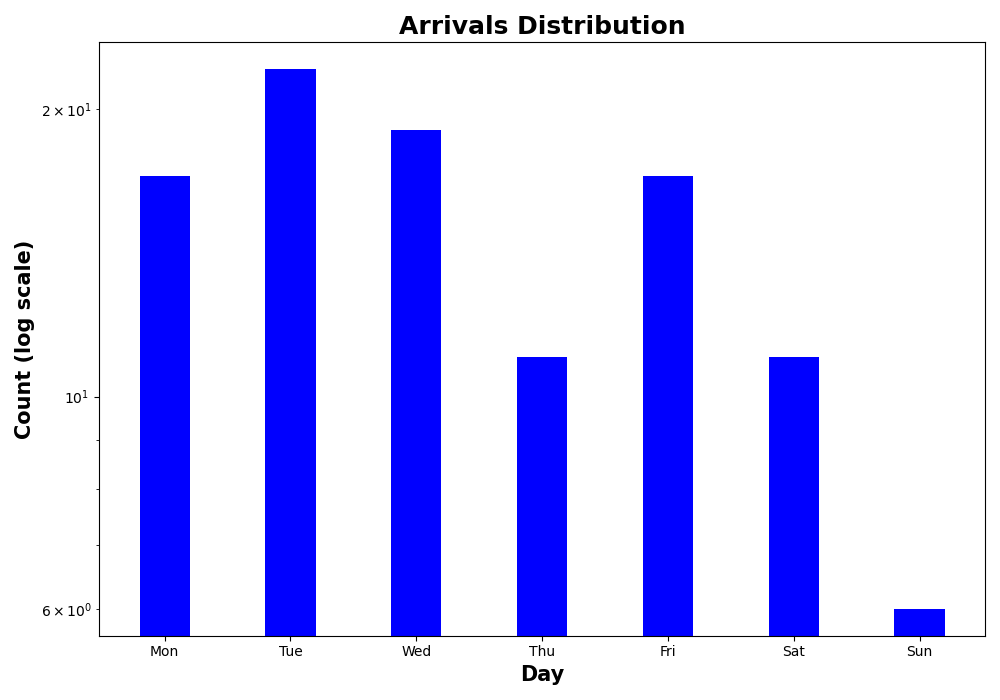 Arrivals Distribution
Count (log scale)
2 × 10¹
10¹
6 × 10⁰
Mon Tue Wed Thu Fri Sat Sun
Day